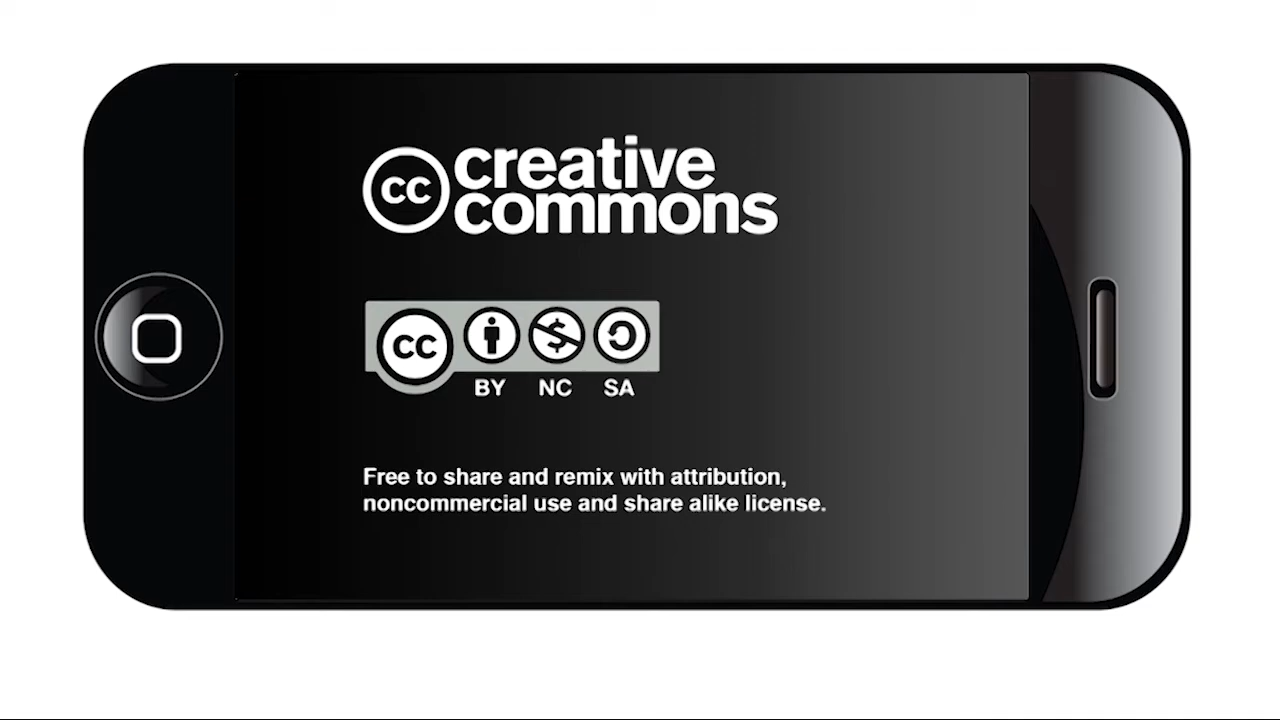 cc creative
commons
cc
BY NC SA
Free to share and remix with attribution,
noncommercial use and share alike license.